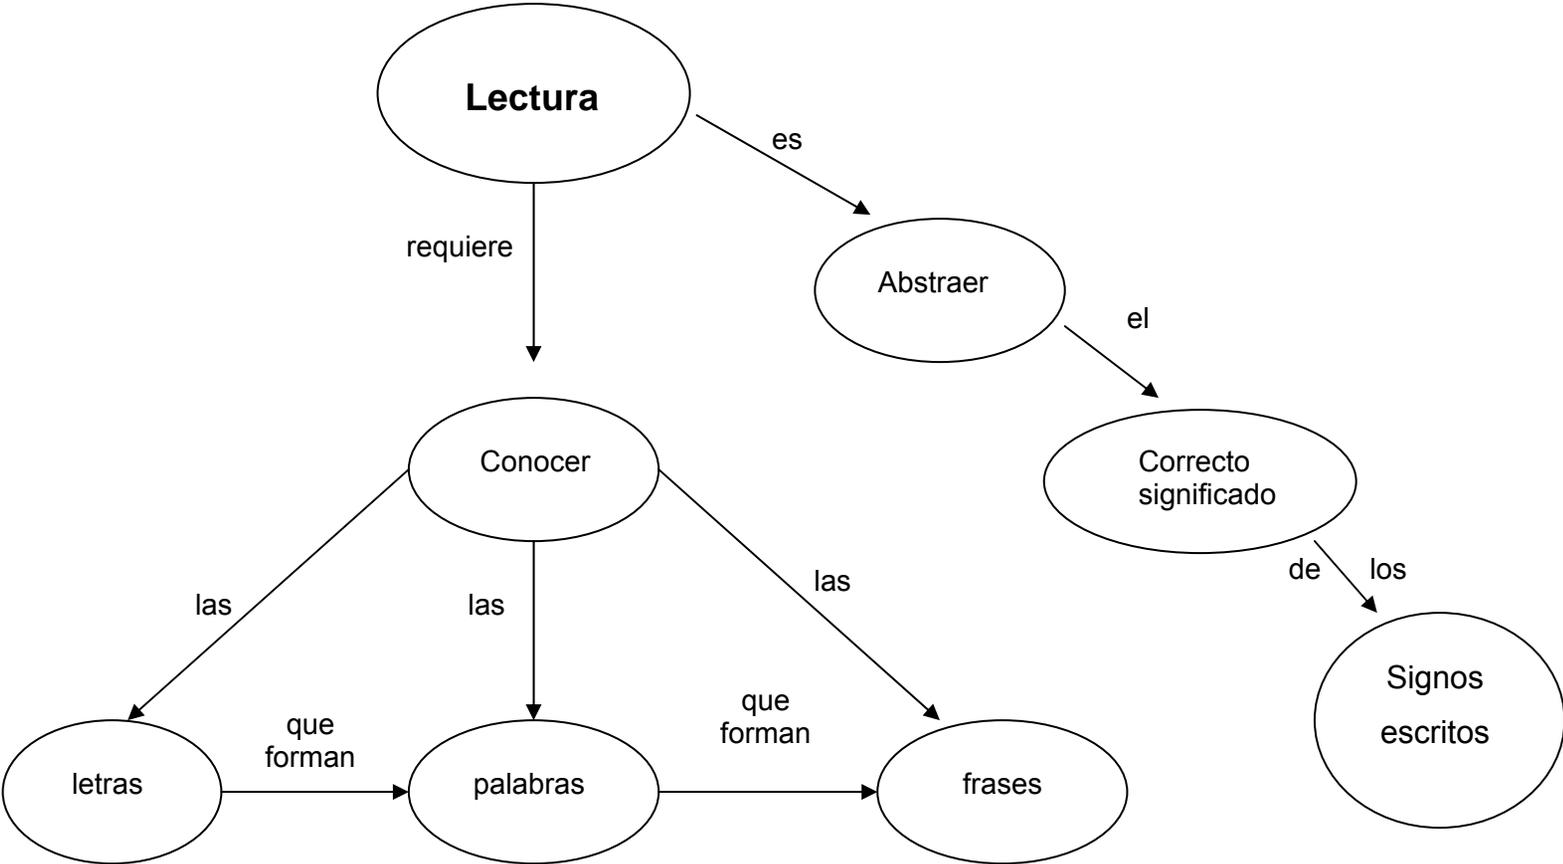 Lectura
es
requiere
Abstraer
el
Conocer
Correcto
significado
de los
las
las
las
Signos
escritos
que
forman
que
forman
letras
palabras
frases